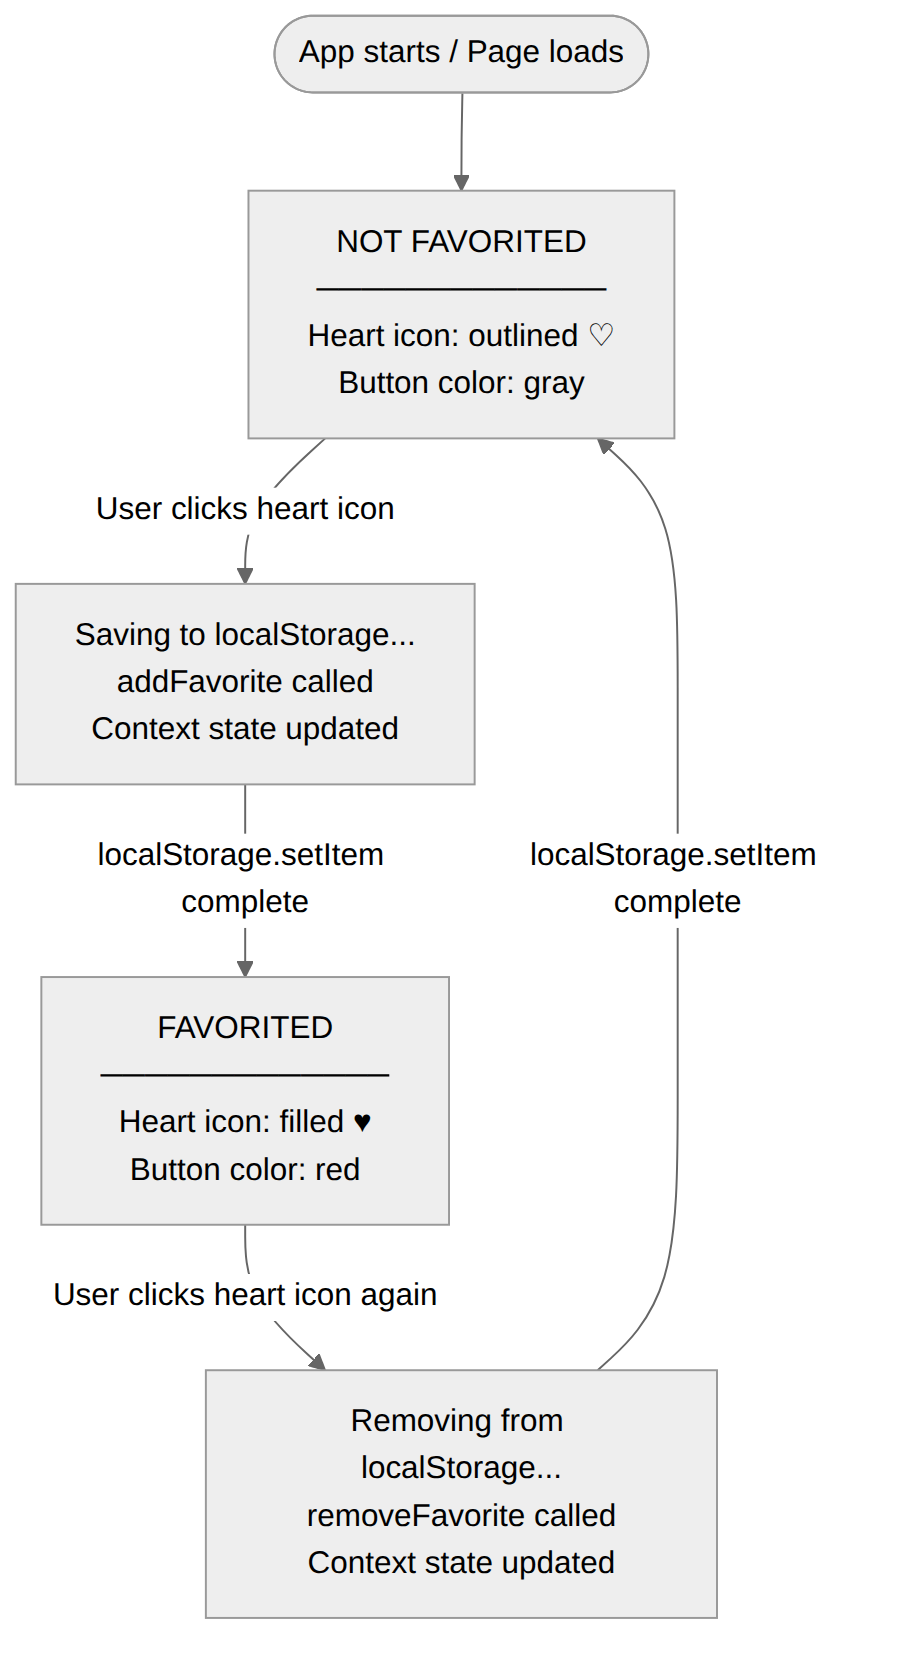 App starts / Page loads
NOT FAVORITED
Heart icon: outlined ♡
Button color: gray
User clicks heart icon
Saving to localStorage...
addFavorite called
Context state updated
localStorage.setItem
complete
localStorage.setItem
complete
FAVORITED
Heart icon: filled ♥
Button color: red
User clicks heart icon again
Removing from
localStorage...
removeFavorite called
Context state updated